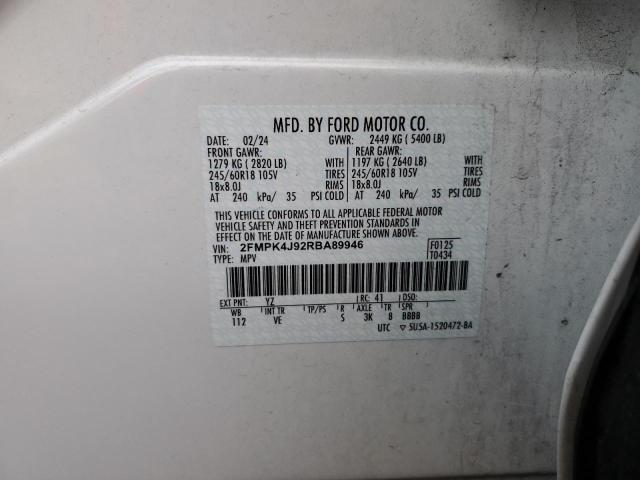 MFD. BY FORD MOTOR CO.
DATE: 02/24 GVWR: 2449 KG ( 5400 LB)
FRONT GAWR: REAR GAWR:
1279 KG ( 2820 LB) WITH 1197 KG ( 2640 LB) WITH
245/60R18 105V TIRES 245/60R18 105V TIRES
18x8.0J RIMS 18x8.0J RIMS
AT 240 kPa/ 35 PSI COLD AT 240 kPa/ 35 PSI COLD
THIS VEHICLE CONFORMS TO ALL APPLICABLE FEDERAL MOTOR
VEHICLE SAFETY AND THEFT PREVENTION STANDARDS IN
EFFECT ON THE DATE OF MANUFACTURE SHOWN ABOVE.
VIN: 2FMPK4J92RBA89946 F0125
TYPE: MPV T0434
EXT PNT: YZ RC: 41 DSO:
WB INT TR TP/PS R AXLE TR SPR
112 VE S 3K 8 BBBB
UTC ▽ 5U5A-1520472-BA